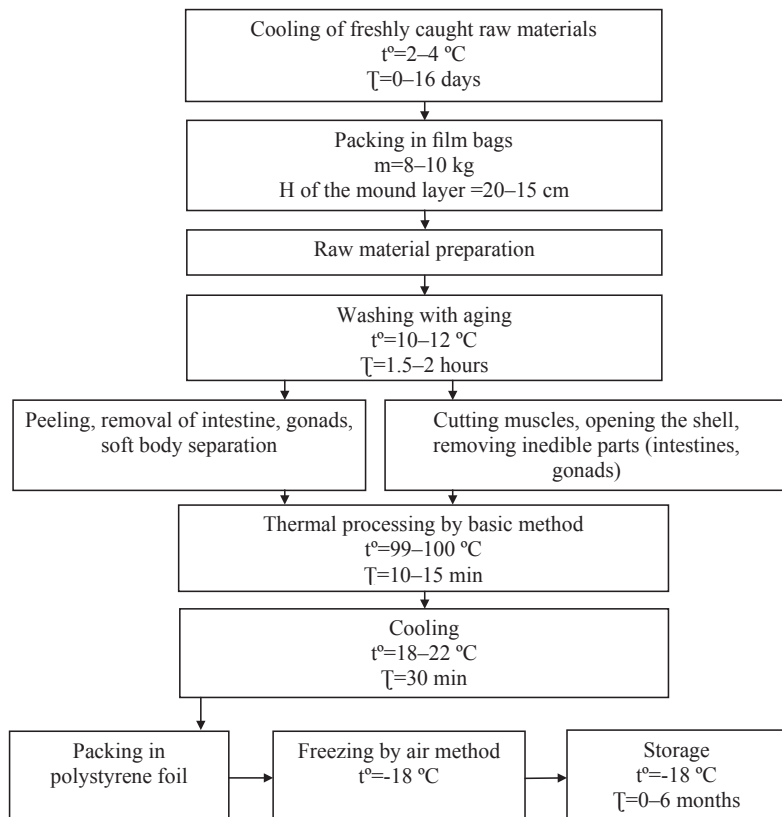 Cooling of freshly caught raw materials
tº=2–4 ºC
Ʈ=0–16 days
Packing in film bags
m=8–10 kg
H of the mound layer =20–15 cm
Raw material preparation
Washing with aging
tº=10–12 ºC
Ʈ=1.5–2 hours
Peeling, removal of intestine, gonads,
soft body separation
Cutting muscles, opening the shell,
removing inedible parts (intestines,
gonads)
Thermal processing by basic method
tº=99–100 ºC
Ʈ=10–15 min
Cooling
tº=18–22 ºC
Ʈ=30 min
Packing in
polystyrene foil
Freezing by air method
tº=-18 ºC
Storage
tº=-18 ºC
Ʈ=0–6 months